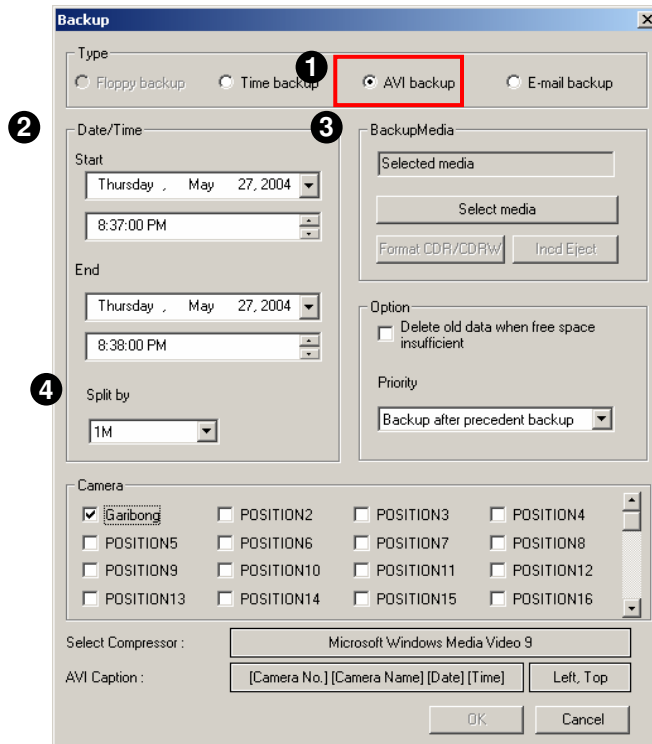 Backup
Type
1
Floppy backup
Time backup
AVI backup
E-mail backup
2
Date/Time
Start
Thursday , May 27, 2004
8:37:00 PM
End
Thursday , May 27, 2004
8:38:00 PM
4
Split by
1M
3
BackupMedia
Selected media
Select media
Format CDR/CDRW
Incd Eject
Option
Delete old data when free space
insufficient
Priority
Backup after precedent backup
Camera
Garibong
POSITION2
POSITION3
POSITION4
POSITION5
POSITION6
POSITION7
POSITION8
POSITION9
POSITION10
POSITION11
POSITION12
POSITION13
POSITION14
POSITION15
POSITION16
Select Compressor :
Microsoft Windows Media Video 9
AVI Caption :
[Camera No.] [Camera Name] [Date] [Time]
Left, Top
OK
Cancel